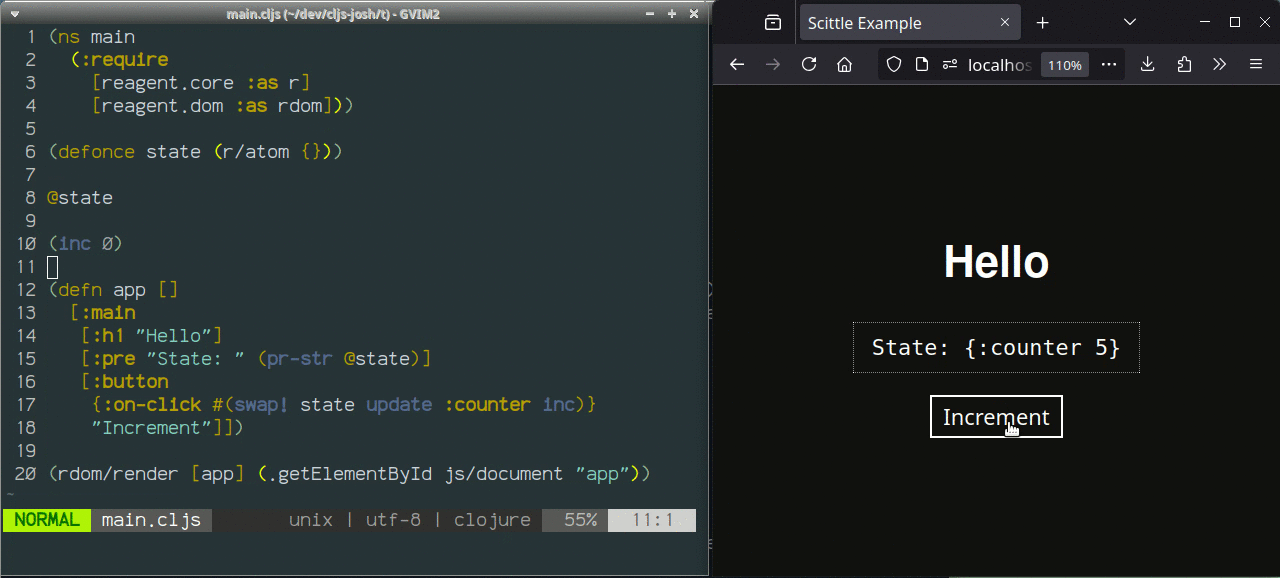 main.cljs (~/dev/cljs-josh/t) - GVIM2
1 (ns main
2 (:require
3 [reagent.core :as r]
4 [reagent.dom :as rdom]))
5
6 (defonce state (r/atom {}))
7
8 @state
9
10 (inc 0)
11
12 (defn app []
13 [:main
14 [:h1 "Hello"]
15 [:pre "State: " (pr-str @state)]
16 [:button
17 {:on-click #(swap! state update :counter inc)}
18 "Increment"]])
19
20 (rdom/render [app] (.getElementById js/document "app"))
~
NORMAL main.cljs unix | utf-8 | clojure 55% 11:1
Scittle Example
localhos 110%
Hello
State: {:counter 5}
Increment